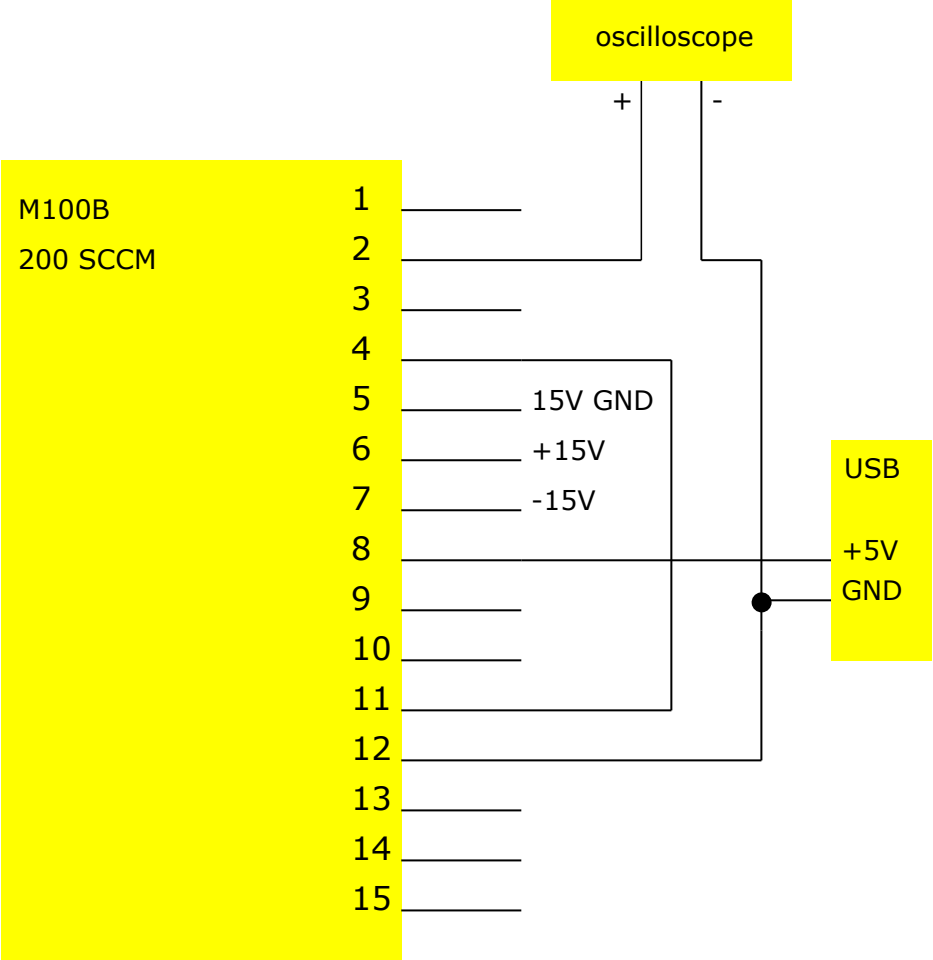 oscilloscope
+ -
M100B
200 SCCM
1
2
3
4
5 15V GND
6 +15V
7 -15V
8
9
10
11
12
13
14
15
USB
+5V
GND